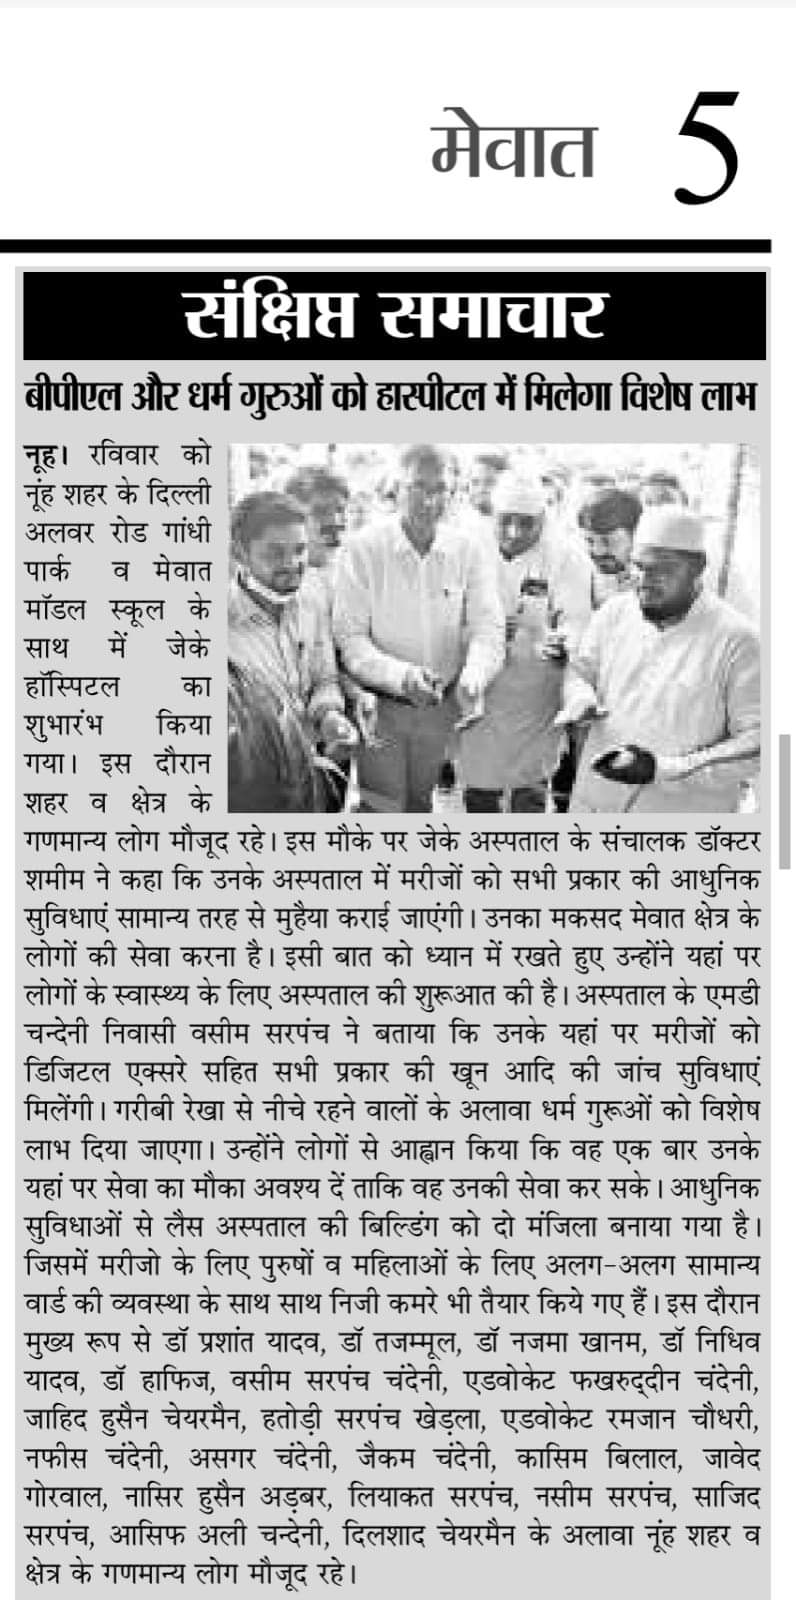 मेवात 5
संक्षिप्त समाचार
बीपीएल और धर्म गुरुओं को हास्पीटल में मिलेगा विशेष लाभ
नूह। रविवार को
नूंह शहर के दिल्ली
अलवर रोड गांधी
पार्क व मेवात
मॉडल स्कूल के
साथ में जेके
हॉस्पिटल का
शुभारंभ किया
गया। इस दौरान
शहर व क्षेत्र के
गणमान्य लोग मौजूद रहे। इस मौके पर जेके अस्पताल के संचालक डॉक्टर
शमीम ने कहा कि उनके अस्पताल में मरीजों को सभी प्रकार की आधुनिक
सुविधाएं सामान्य तरह से मुहैया कराई जाएंगी। उनका मकसद मेवात क्षेत्र के
लोगों की सेवा करना है। इसी बात को ध्यान में रखते हुए उन्होंने यहां पर
लोगों के स्वास्थ्य के लिए अस्पताल की शुरूआत की है। अस्पताल के एमडी
चन्देनी निवासी वसीम सरपंच ने बताया कि उनके यहां पर मरीजों को
डिजिटल एक्सरे सहित सभी प्रकार की खून आदि की जांच सुविधाएं
मिलेंगी। गरीबी रेखा से नीचे रहने वालों के अलावा धर्म गुरूओं को विशेष
लाभ दिया जाएगा। उन्होंने लोगों से आह्वान किया कि वह एक बार उनके
यहां पर सेवा का मौका अवश्य दें ताकि वह उनकी सेवा कर सके। आधुनिक
सुविधाओं से लैस अस्पताल की बिल्डिंग को दो मंजिला बनाया गया है।
जिसमें मरीजो के लिए पुरुषों व महिलाओं के लिए अलग-अलग सामान्य
वार्ड की व्यवस्था के साथ साथ निजी कमरे भी तैयार किये गए हैं। इस दौरान
मुख्य रूप से डॉ प्रशांत यादव, डॉ तजम्मूल, डॉ नजमा खानम, डॉ निधिव
यादव, डॉ हाफिज, वसीम सरपंच चंदेनी, एडवोकेट फखरुद्दीन चंदेनी,
जाहिद हुसैन चेयरमैन, हतोड़ी सरपंच खेड़ला, एडवोकेट रमजान चौधरी,
नफीस चंदेनी, असगर चंदेनी, जैकम चंदेनी, कासिम बिलाल, जावेद
गोरवाल, नासिर हुसैन अड़बर, लियाकत सरपंच, नसीम सरपंच, साजिद
सरपंच, आसिफ अली चन्देनी, दिलशाद चेयरमैन के अलावा नूंह शहर व
क्षेत्र के गणमान्य लोग मौजूद रहे।